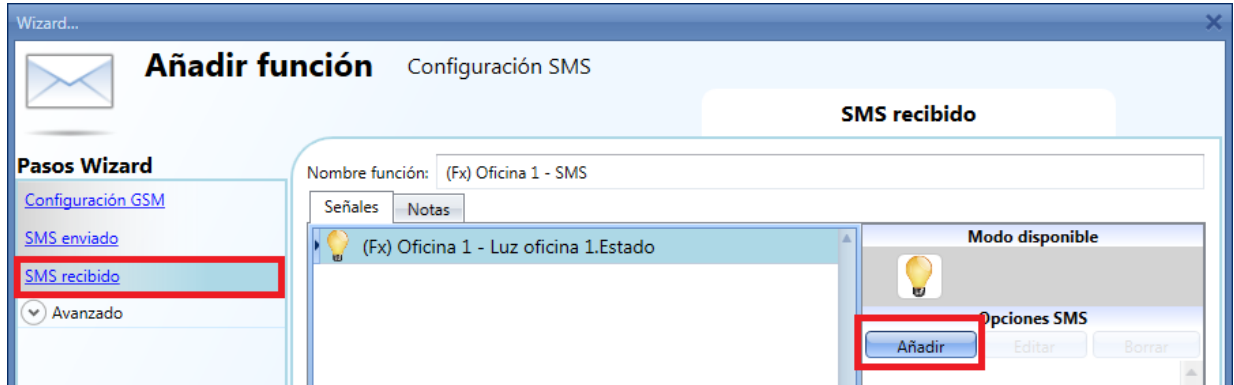 Wizard...
Añadir función Configuración SMS
SMS recibido
Pasos Wizard
Configuración GSM
SMS enviado
SMS recibido
Avanzado
Nombre función: (Fx) Oficina 1 - SMS
Señales Notas
(Fx) Oficina 1 - Luz oficina 1.Estado
Modo disponible
Opciones SMS
Añadir Editar Borrar